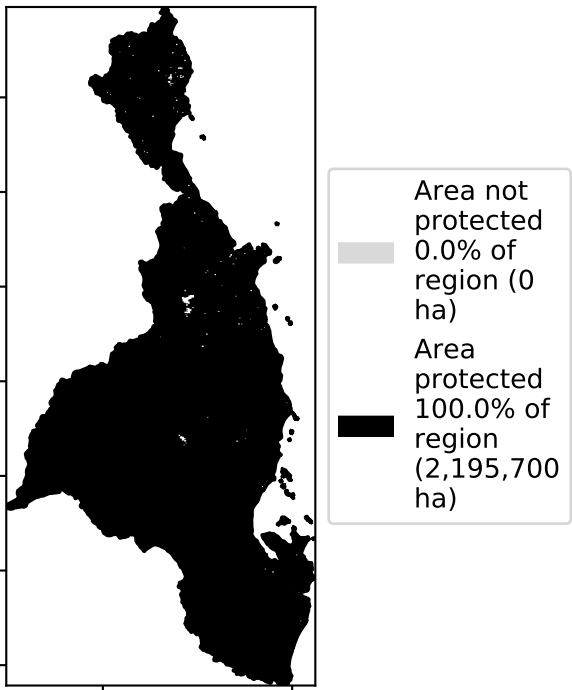 Area not
protected
0.0% of
region (0
ha)
Area
protected
100.0% of
region
(2,195,700
ha)